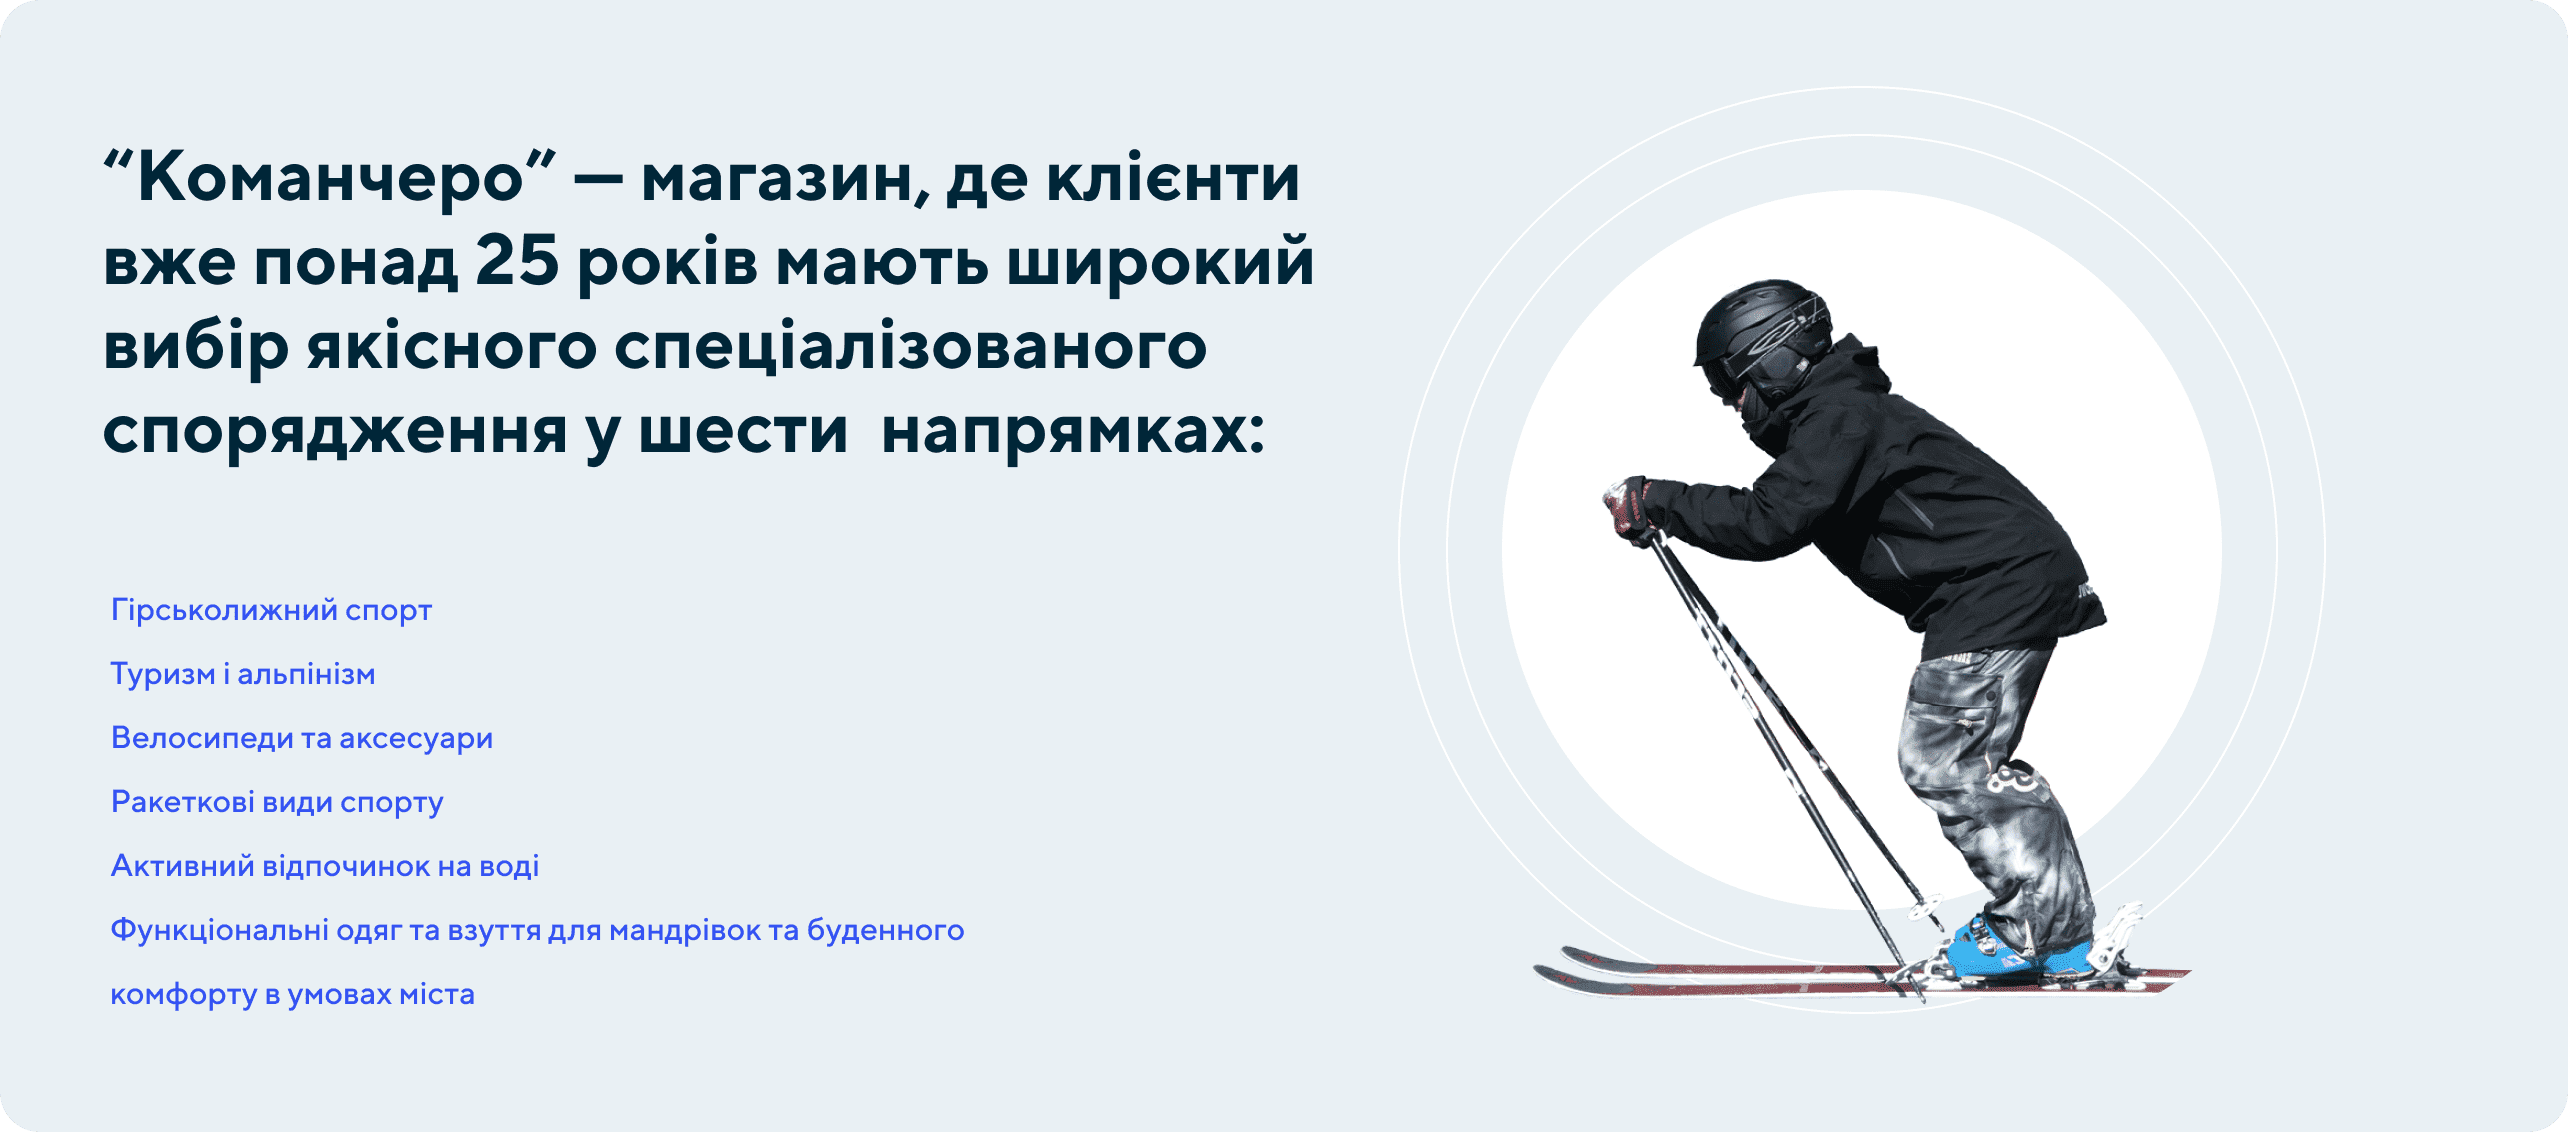 “Команчеро” — магазин, де клієнти
вже понад 25 років мають широкий
вибір якісного спеціалізованого
спорядження у шести  напрямках:
Гірськолижний спорт
Туризм і альпінізм
Велосипеди та аксесуари
Ракеткові види спорту
Активний відпочинок на воді
Функціональні одяг та взуття для мандрівок та буденного
комфорту в умовах міста